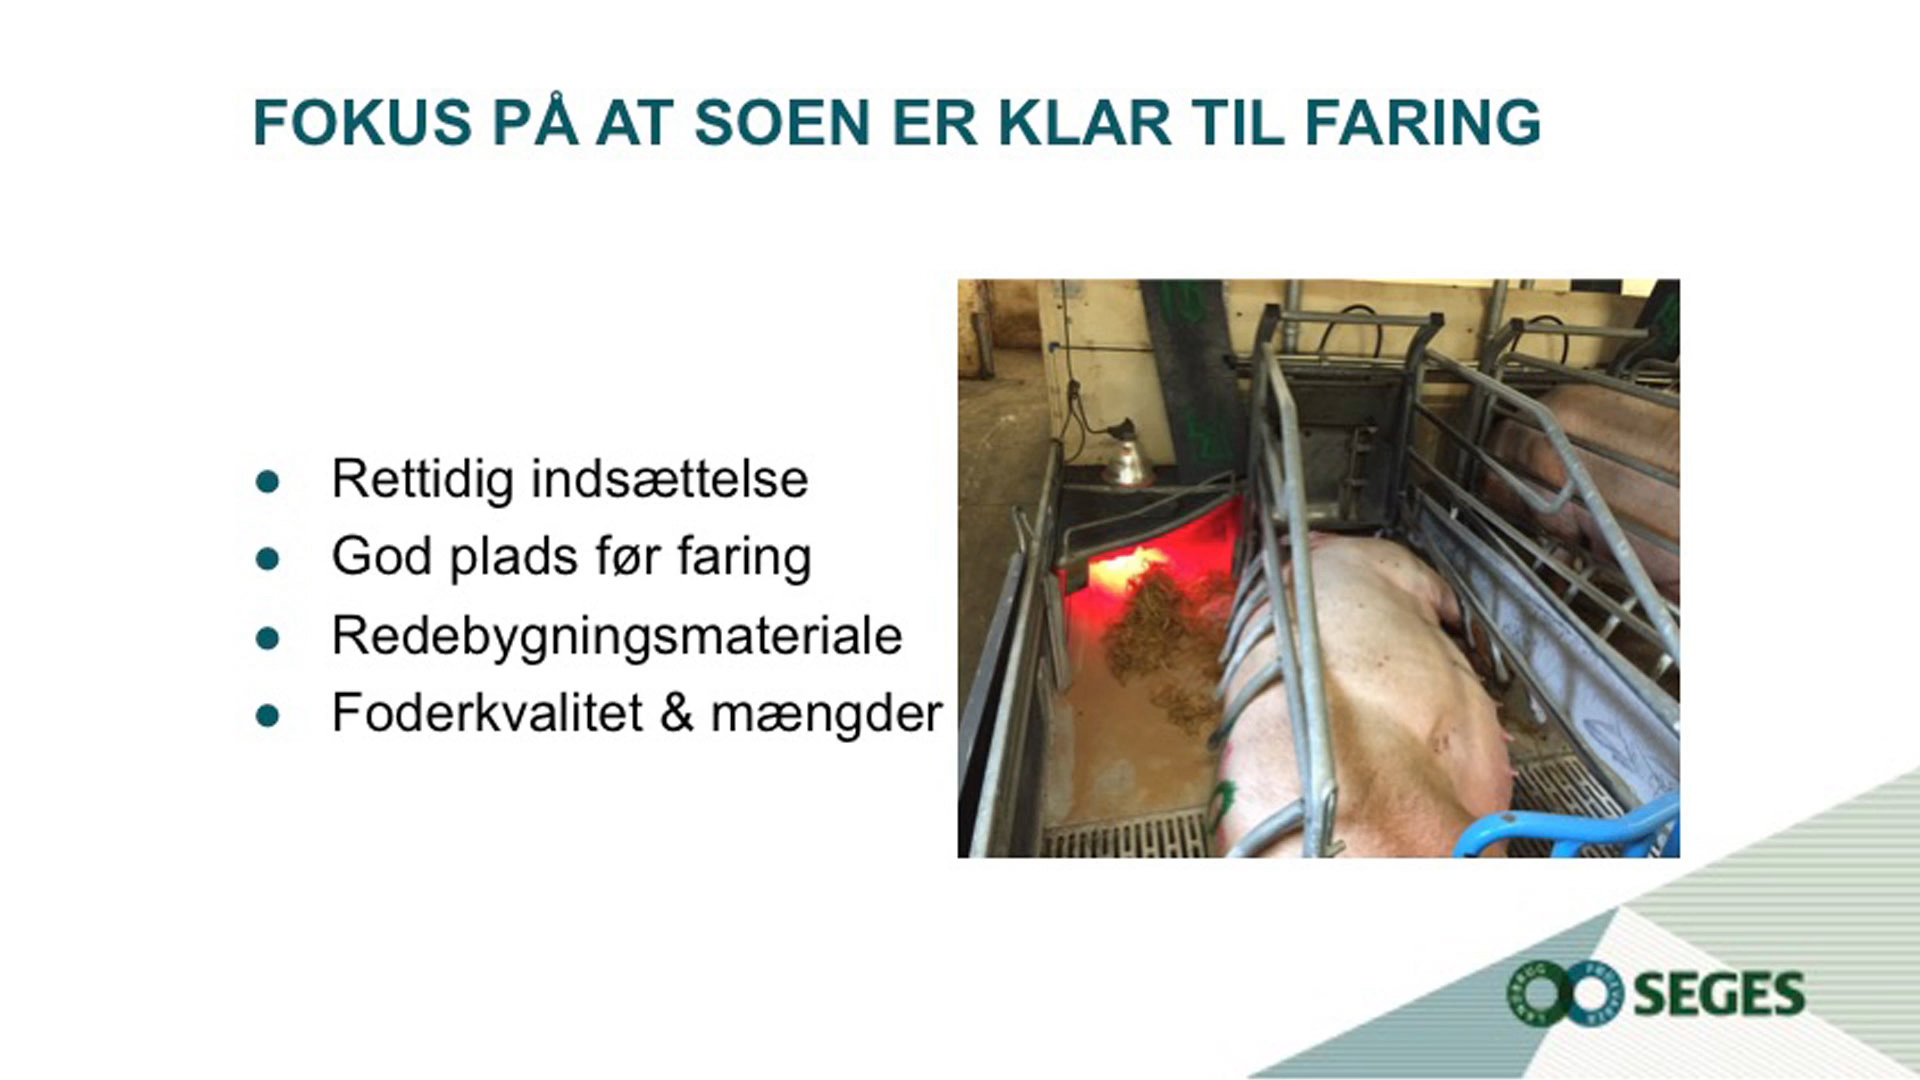 FOKUS PÅ AT SOEN ER KLAR TIL FARING
Rettidig indsættelse
God plads før faring
Redebygningsmateriale
Foderkvalitet & mængder
SEGES